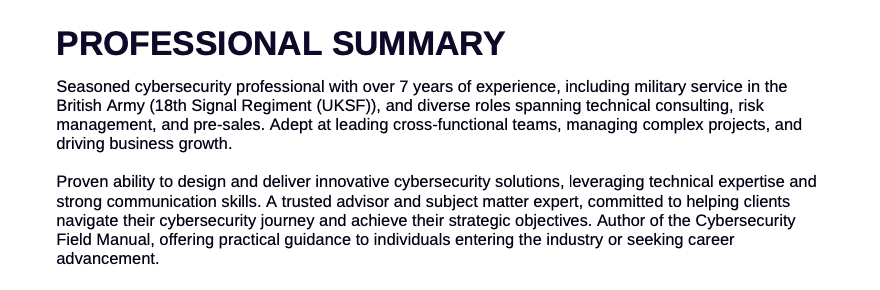 PROFESSIONAL SUMMARY
Seasoned cybersecurity professional with over 7 years of experience, including military service in the
British Army (18th Signal Regiment (UKSF)), and diverse roles spanning technical consulting, risk
management, and pre-sales. Adept at leading cross-functional teams, managing complex projects, and
driving business growth.
Proven ability to design and deliver innovative cybersecurity solutions, leveraging technical expertise and
strong communication skills. A trusted advisor and subject matter expert, committed to helping clients
navigate their cybersecurity journey and achieve their strategic objectives. Author of the Cybersecurity
Field Manual, offering practical guidance to individuals entering the industry or seeking career
advancement.